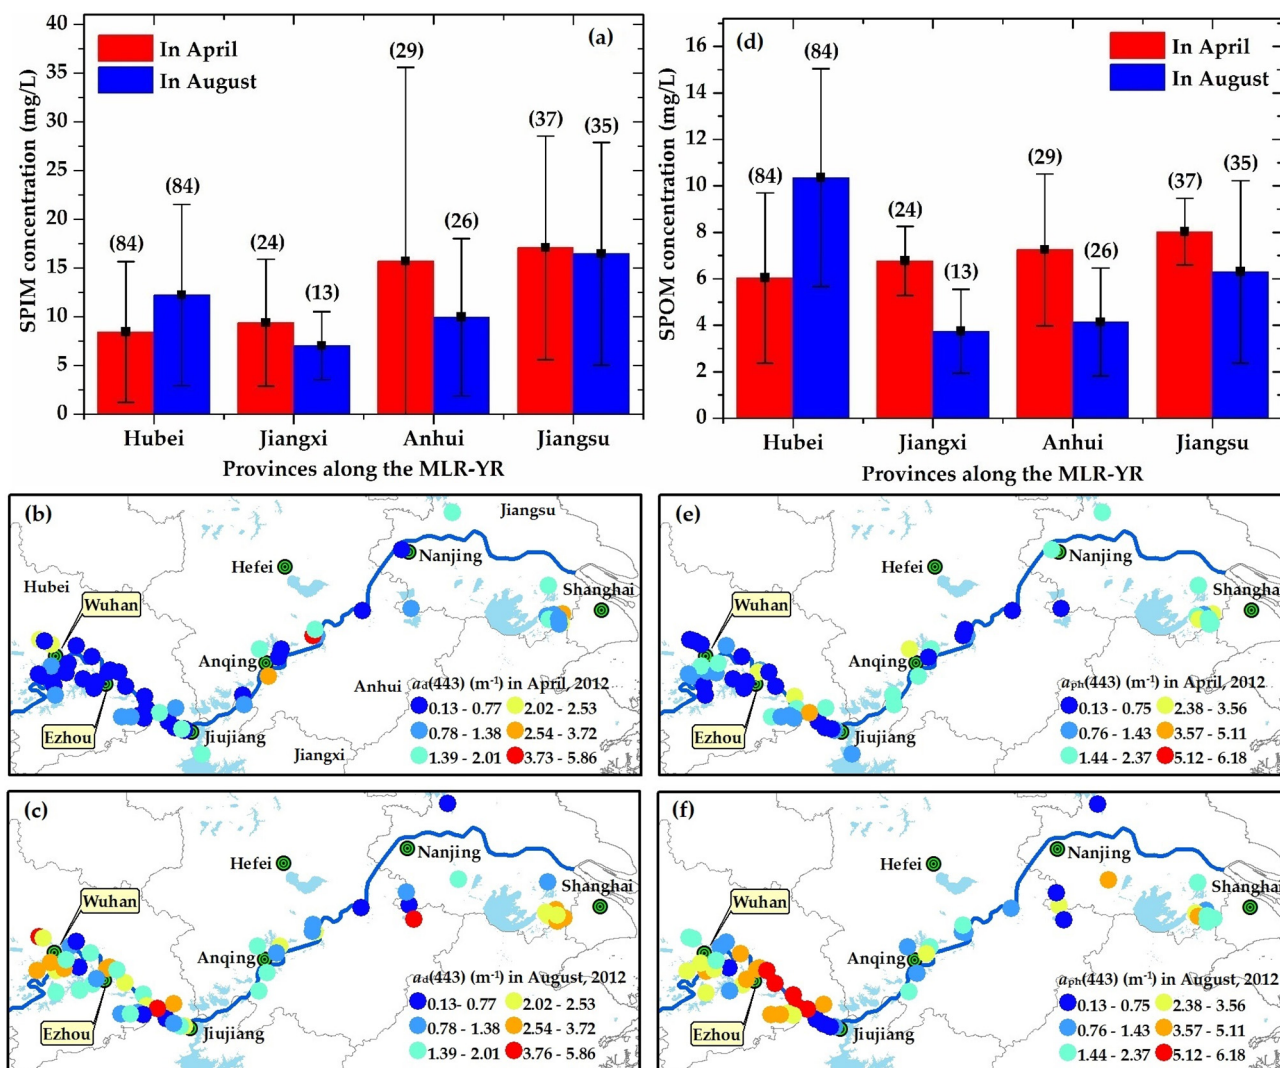 (a)
In April
In August
SPIM concentration (mg/L)
40
35
30
25
20
15
10
5
0
(84)
(84)
(24)
(13)
(29)
(26)
(37)
(35)
Hubei
Jiangxi
Anhui
Jiangsu
Provinces along the MLR-YR
(d)
In April
In August
SPOM concentration (mg/L)
16
14
12
10
8
6
4
2
0
(84)
(84)
(24)
(13)
(29)
(26)
(37)
(35)
Hubei
Jiangxi
Anhui
Jiangsu
Provinces along the MLR-YR
(b)
Jiangsu
Nanjing
Hefei
Hubei
Shanghai
Wuhan
Anqing
Anhui
Ezhou
Jiujiang
Jiangxi
ad(443) (m-1) in April, 2012
0.13 - 0.77 2.02 - 2.53
0.78 - 1.38 2.54 - 3.72
1.39 - 2.01 3.73 - 5.86
(e)
Nanjing
Hefei
Shanghai
Wuhan
Anqing
Ezhou
Jiujiang
aph(443) (m-1) in April, 2012
0.13 - 0.75 2.38 - 3.56
0.76 - 1.43 3.57 - 5.11
1.44 - 2.37 5.12 - 6.18
(c)
Nanjing
Hefei
Shanghai
Wuhan
Anqing
Ezhou
Jiujiang
ad(443) (m-1) in August, 2012
0.13- 0.77 2.02 - 2.53
0.78 - 1.38 2.54 - 3.72
1.39 - 2.01 3.76 - 5.86
(f)
Nanjing
Hefei
Shanghai
Wuhan
Anqing
Ezhou
Jiujiang
aph(443) (m-1) in August, 2012
0.13 - 0.75 2.38 - 3.56
0.76 - 1.43 3.57 - 5.11
1.44 - 2.37 5.12 - 6.18